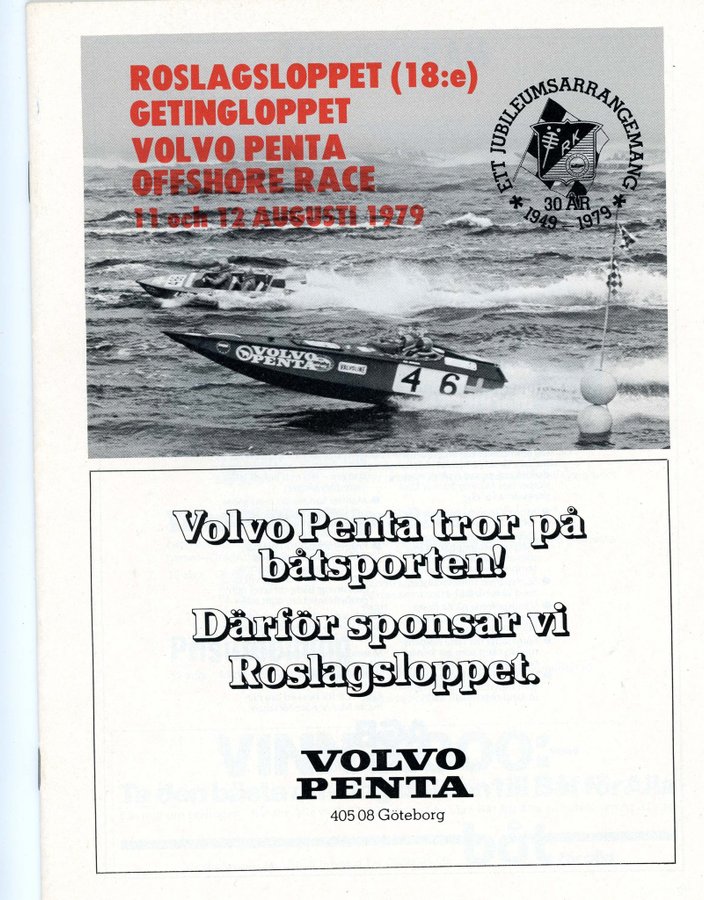 ROSLAGSLOPPET (18:e)
GETINGLOPPET
VOLVO PENTA
OFFSHORE RACE
11 och 12 AUGUSTI 1979
ETT JUBILEUMSARRANGEMANG
30 ÅR
1949 – 1979
VOLVO
PENTA
VALVOLINE
46
Volvo Penta tror på
båtsporten!
Därför sponsar vi
Roslagsloppet.
VOLVO
PENTA
405 08 Göteborg